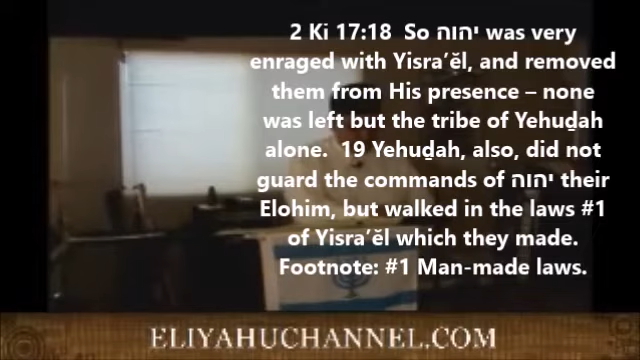 2 Ki 17:18  So יהוה was very
enraged with Yisra’ĕl, and removed
them from His presence – none
was left but the tribe of Yehuḏah
alone.  19 Yehuḏah, also, did not
guard the commands of יהוה their
Elohim, but walked in the laws #1
of Yisra’ĕl which they made.
Footnote: #1 Man-made laws.
ELIYAHUCHANNEL.COM